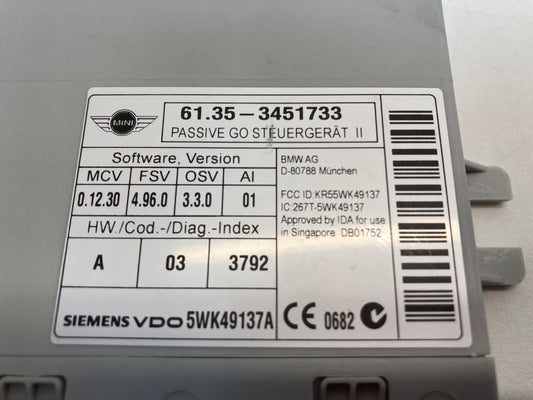 MINI
61.35-3451733
PASSIVE GO STEUERGERÄT II
Software, Version
MCV FSV OSV AI
0.12.30 4.96.0 3.3.0 01
HW./Cod.-/Diag.-Index
A 03 3792
SIEMENS VDO 5WK49137A
BMW AG
D-80788 München
FCC ID: KR55WK49137
IC:267T-5WK49137
Approved by IDA for use
in Singapore DB01752
CE 0682